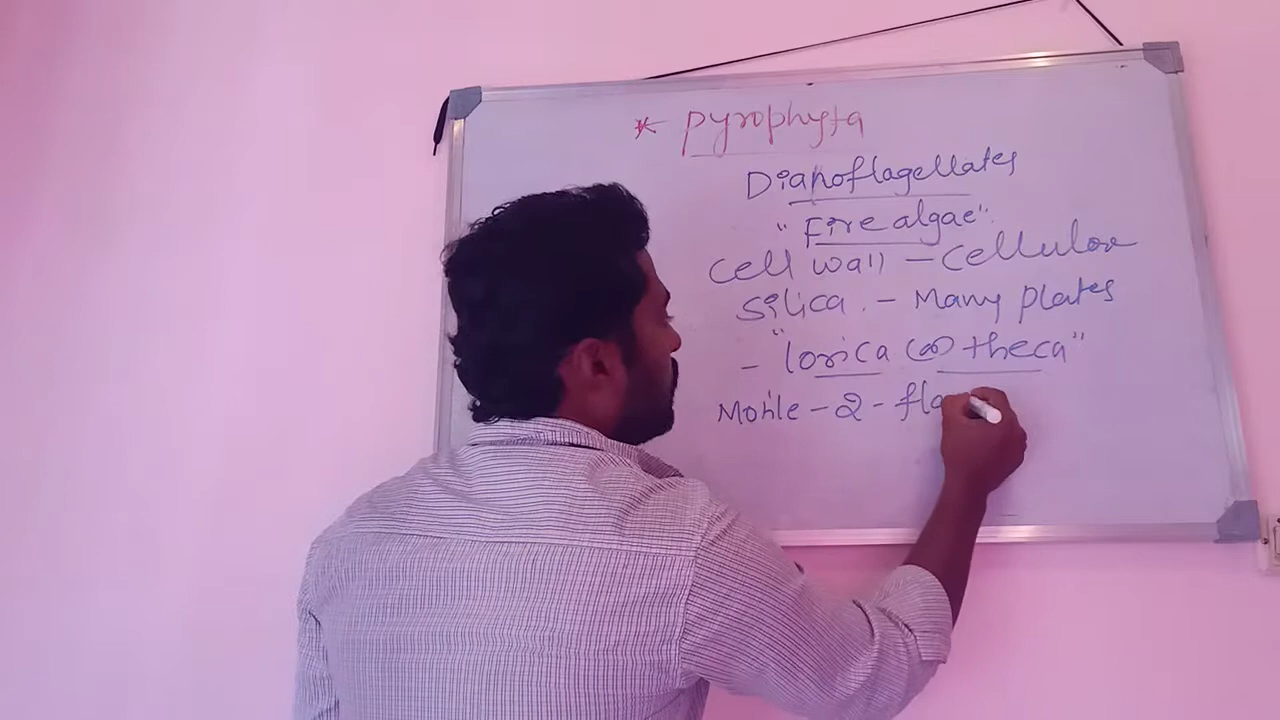 * Pyrophyta
Dianoflagellates
"Fire algae"
Cell wall - Cellulose
Silica. - Many plates
- "lorica (or) theca"
Motile - 2 - fla